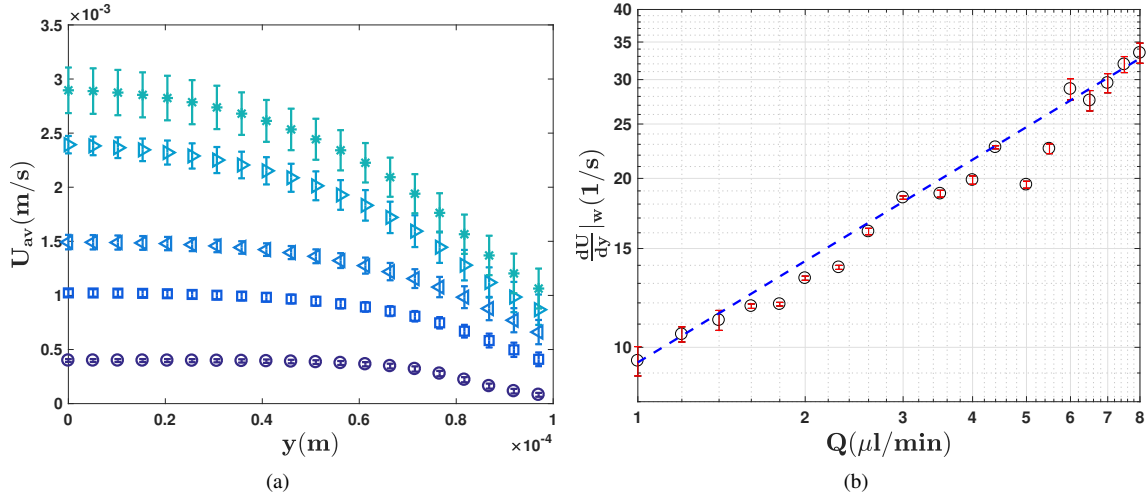 ×10⁻³
3.5
3
2.5
2
1.5
1
0.5
0
U_av(m/s)
0 0.2 0.4 0.6 0.8 1
y(m)
×10⁻⁴
(a)
40
35
30
25
20
15
10
dU/dy|_w(1/s)
1 2 3 4 5 6 7 8
Q(μl/min)
(b)